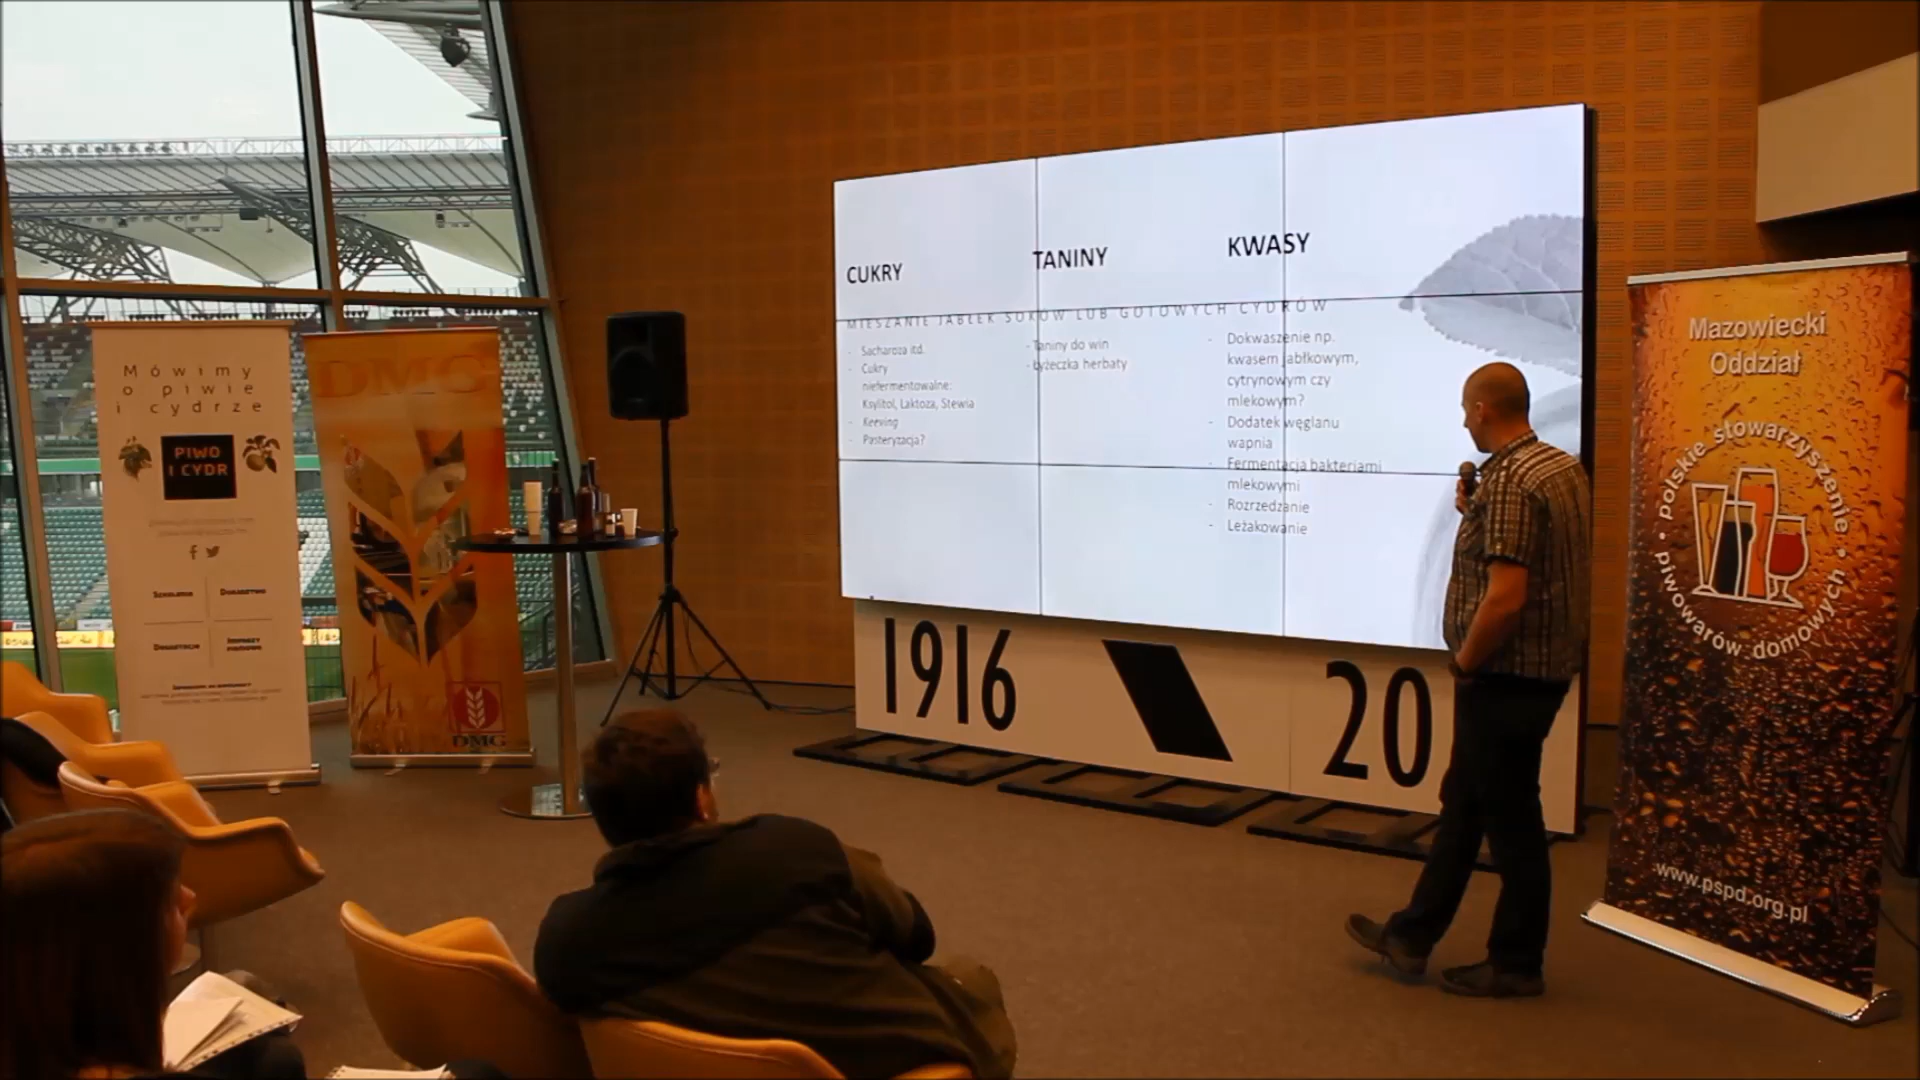 CUKRY
TANINY
KWASY
MIESZANIE JABŁEK SOKÓW LUB GOTOWYCH CYDRÓW
- Sacharoza itd.
- Cukry
niefermentowalne:
Ksylitol, Laktoza, Stewia
- Keeving
- Pasteryzacja?
- Taniny do win
- Łyżeczka herbaty
- Dokwaszenie np.
kwasem jabłkowym,
cytrynowym czy
mlekowym?
- Dodatek węglanu
wapnia
- Fermentacja bakteriami
mlekowymi
- Rozrzedzanie
- Leżakowanie
1916
20
Mówimy
o piwie
i cydrze
PIWO
I CYDR
Szkolenia
Doradztwo
Degustacje
DMG
DMG
Mazowiecki
Oddział
• polskie stowarzyszenie •
piwowarów domowych
www.pspd.org.pl